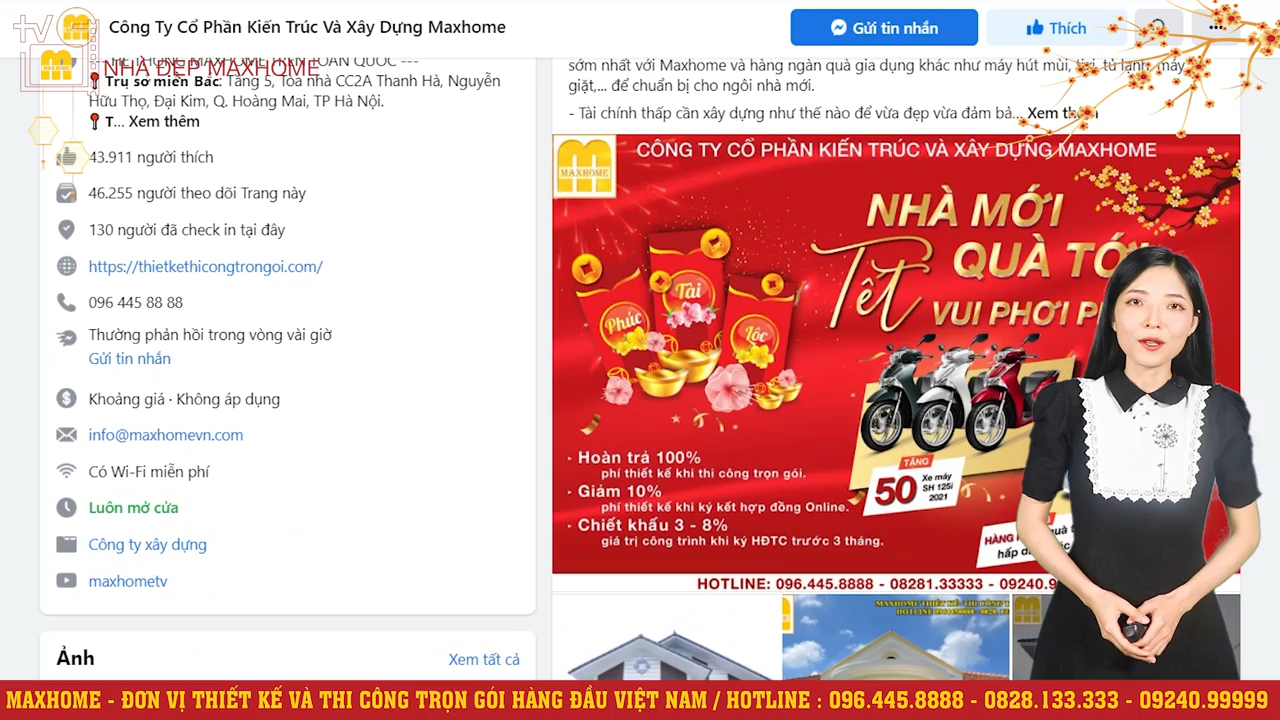 Công Ty Cổ Phần Kiến Trúc Và Xây Dựng Maxhome
Gửi tin nhắn
Thích
NHÀ ĐẸP MAXHOME
Trụ sở miền Bắc: Tầng 5, Tòa nhà CC2A Thanh Hà, Nguyễn
Hữu Thọ, Đại Kim, Q. Hoàng Mai, TP Hà Nội.
T... Xem thêm
43.911 người thích
46.255 người theo dõi Trang này
130 người đã check in tại đây
https://thietkethicongtrongoi.com/
096 445 88 88
Thường phản hồi trong vòng vài giờ
Gửi tin nhắn
Khoảng giá · Không áp dụng
info@maxhomevn.com
Có Wi-Fi miễn phí
Luôn mở cửa
Công ty xây dựng
maxhometv
Ảnh
Xem tất cả
sớm nhất với Maxhome và hàng ngàn quà gia dụng khác như máy hút mùi, tivi, tủ lạnh, máy
giặt,... để chuẩn bị cho ngôi nhà mới.
- Tài chính thấp cần xây dựng như thế nào để vừa đẹp vừa đảm bả... Xem thêm
MAXHOME
CÔNG TY CỔ PHẦN KIẾN TRÚC VÀ XÂY DỰNG MAXHOME
NHÀ MỚI
QUÀ TỚI
Tết
VUI PHƠI
Phúc
Tài
Lộc
Hoàn trả 100%
phí thiết kế khi thi công trọn gói.
Giảm 10%
phí thiết kế khi ký kết hợp đồng Online.
Chiết khấu 3 - 8%
giá trị công trình khi ký HĐTC trước 3 tháng.
TẶNG
50 Xe máy
SH 125i
2021
HÀNG
hấp
HOTLINE: 096.445.8888 - 08281.33333 - 09240.9
MAXHOME - ĐƠN VỊ THIẾT KẾ VÀ THI CÔNG TRỌN GÓI HÀNG ĐẦU VIỆT NAM / HOTLINE : 096.445.8888 - 0828.133.333 - 09240.99999